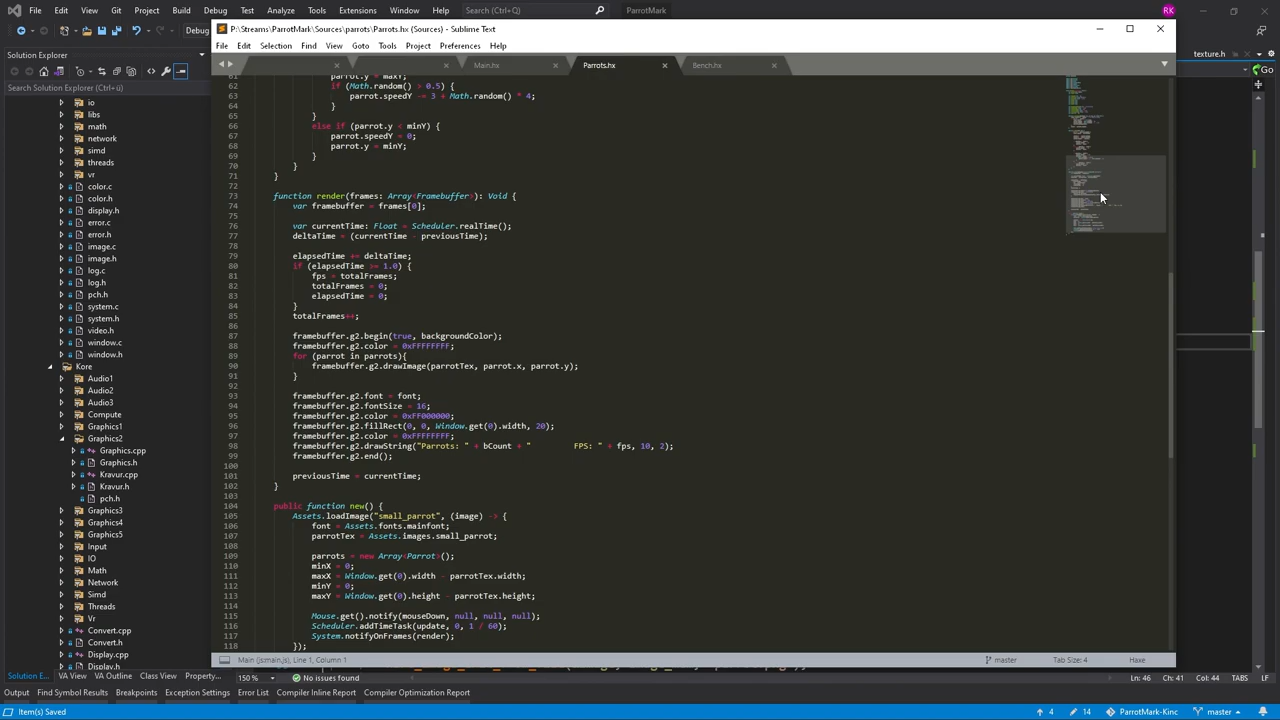 File Edit View Git Project Build Debug Test Analyze Tools Extensions Window Help Search (Ctrl+Q) ParrotMark RK
P:\Streams\ParrotMark\Sources\parrots\Parrots.hx (Sources) - Sublime Text
Debug
File Edit Selection Find View Goto Tools Project Preferences Help
texture.h
Solution Explorer
Main.hx Parrots.hx Bench.hx
Go
Search Solution Explorer (Ctrl+ü)
io
libs
math
network
simd
threads
vr
color.c
color.h
display.h
error.c
error.h
image.c
image.h
log.c
log.h
pch.h
system.c
system.h
video.h
window.c
window.h
Kore
Audio1
Audio2
Audio3
Compute
Graphics1
Graphics2
Graphics.cpp
Graphics.h
Kravur.cpp
Kravur.h
pch.h
Graphics3
Graphics4
Graphics5
Input
IO
Math
Network
Simd
Threads
Vr
Convert.cpp
Convert.h
Display.cpp
Display.h
61 parrot.y = maxY;
62 if (Math.random() > 0.5) {
63 parrot.speedY -= 3 + Math.random() * 4;
64 }
65 }
66 else if (parrot.y < minY) {
67 parrot.speedY = 0;
68 parrot.y = minY;
69 }
70 }
71 }
72
73 function render(frames: Array<Framebuffer>): Void {
74 var framebuffer = frames[0];
75
76 var currentTime: Float = Scheduler.realTime();
77 deltaTime = (currentTime - previousTime);
78
79 elapsedTime += deltaTime;
80 if (elapsedTime >= 1.0) {
81 fps = totalFrames;
82 totalFrames = 0;
83 elapsedTime = 0;
84 }
85 totalFrames++;
86
87 framebuffer.g2.begin(true, backgroundColor);
88 framebuffer.g2.color = 0xFFFFFFFF;
89 for (parrot in parrots){
90 framebuffer.g2.drawImage(parrotTex, parrot.x, parrot.y);
91 }
92
93 framebuffer.g2.font = font;
94 framebuffer.g2.fontSize = 16;
95 framebuffer.g2.color = 0xFF000000;
96 framebuffer.g2.fillRect(0, 0, Window.get(0).width, 20);
97 framebuffer.g2.color = 0xFFFFFFFF;
98 framebuffer.g2.drawString("Parrots: " + bCount + "         FPS: " + fps, 10, 2);
99 framebuffer.g2.end();
100
101 previousTime = currentTime;
102 }
103
104 public function new() {
105 Assets.loadImage("small_parrot", (image) -> {
106 font = Assets.fonts.mainfont;
107 parrotTex = Assets.images.small_parrot;
108
109 parrots = new Array<Parrot>();
110 minX = 0;
111 maxX = Window.get(0).width - parrotTex.width;
112 minY = 0;
113 maxY = Window.get(0).height - parrotTex.height;
114
115 Mouse.get().notify(mouseDown, null, null, null);
116 Scheduler.addTimeTask(update, 0, 1 / 60);
117 System.notifyOnFrames(render);
118 });
Main (js:main.js), Line 1, Column 1 master Tab Size: 4 Haxe
Solution E... VA View VA Outline Class View Property... 150 % No issues found Ln: 46 Ch: 41 Col: 44 TABS LF
Output Find Symbol Results Breakpoints Exception Settings Error List Compiler Inline Report Compiler Optimization Report
Item(s) Saved 4 14 ParrotMark-Kinc master